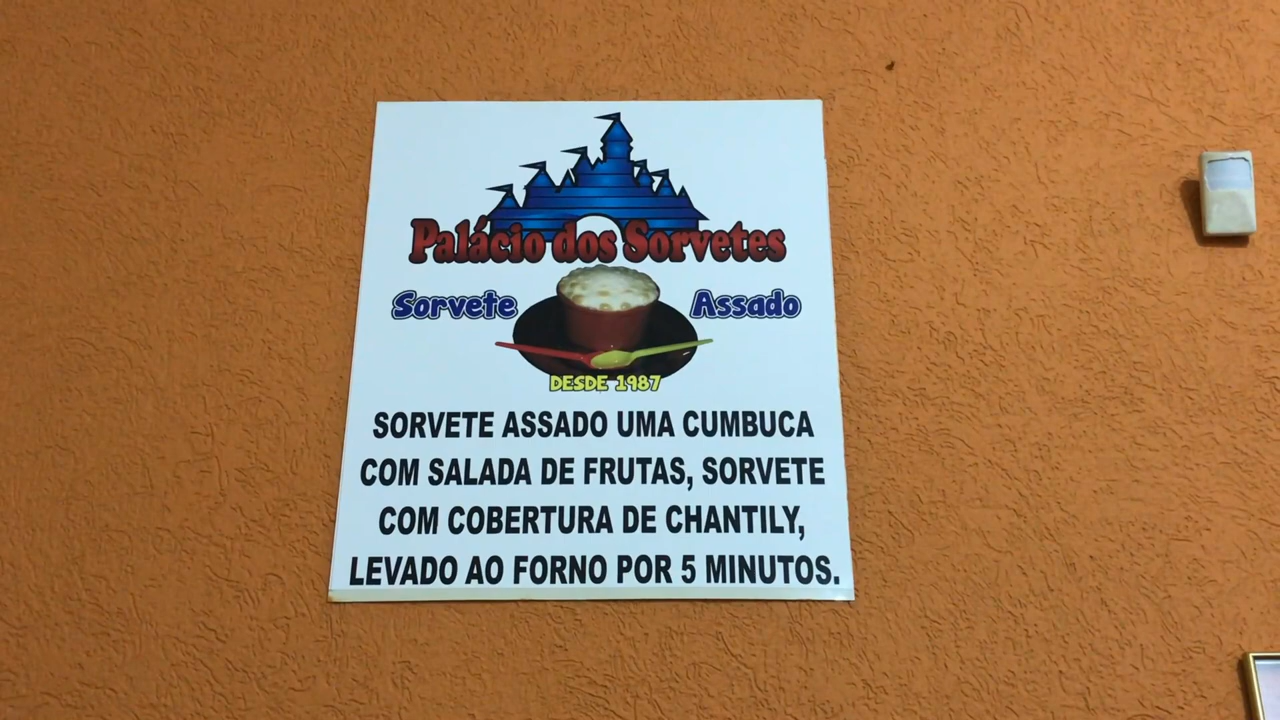 Palácio dos Sorvetes
Sorvete Assado
DESDE 1987
SORVETE ASSADO UMA CUMBUCA
COM SALADA DE FRUTAS, SORVETE
COM COBERTURA DE CHANTILY,
LEVADO AO FORNO POR 5 MINUTOS.